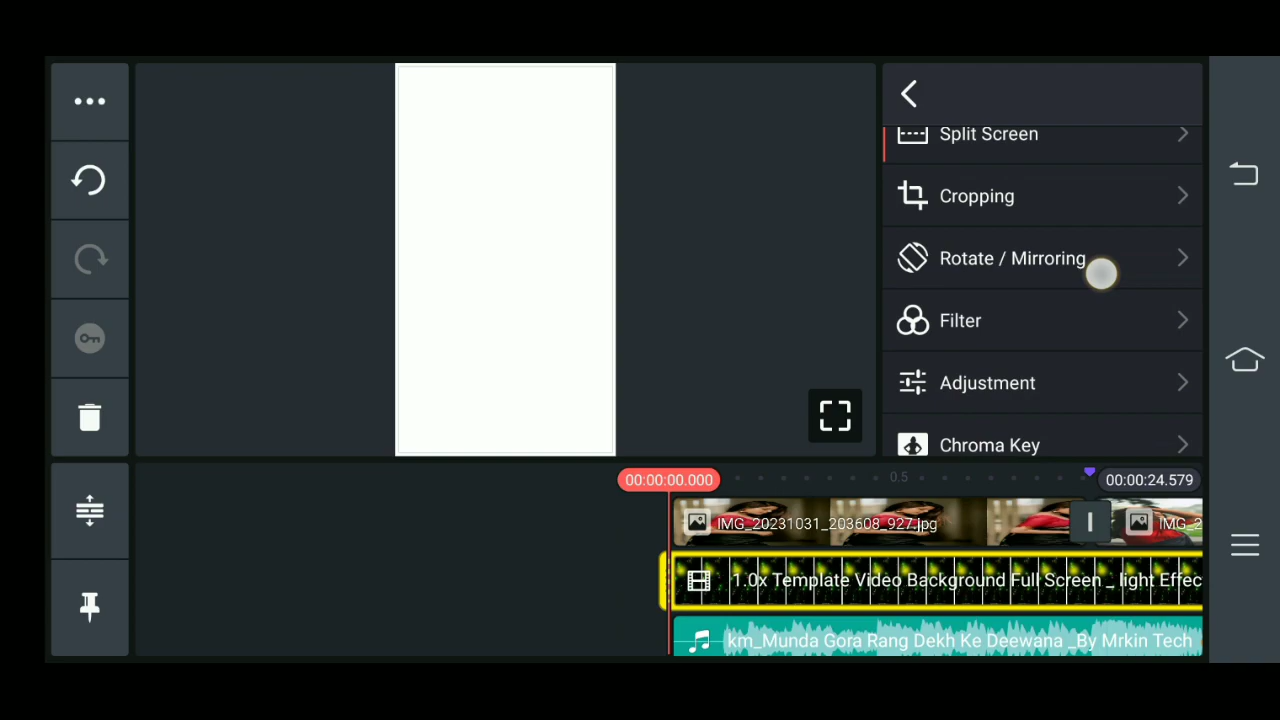 Split Screen
Cropping
Rotate / Mirroring
Filter
Adjustment
Chroma Key
00:00:00.000
0.5
00:00:24.579
IMG_20231031_203608_927.jpg
IMG_2
1.0x Template Video Background Full Screen _ light Effec
km_Munda Gora Rang Dekh Ke Deewana _By Mrkin Tech